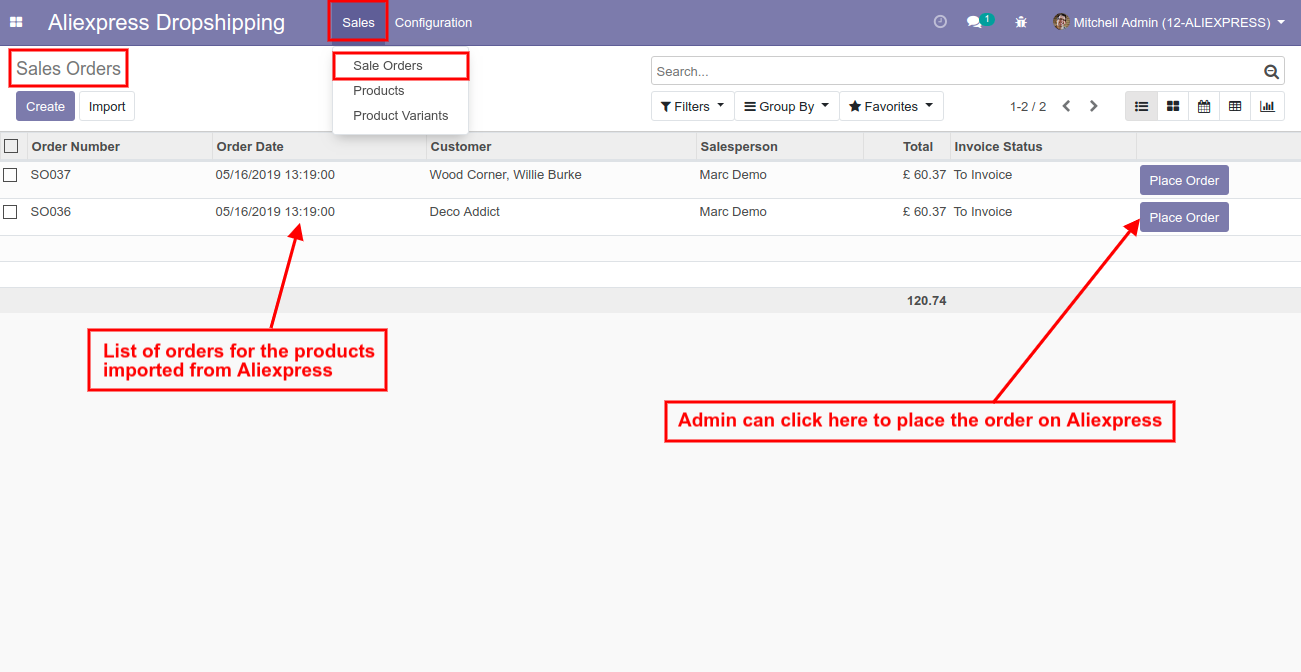 Aliexpress Dropshipping Sales Configuration 1 Mitchell Admin (12-ALIEXPRESS)
Sales Orders
Sale Orders
Products
Product Variants
Search...
Create Import
Filters Group By Favorites 1-2 / 2
Order Number Order Date Customer Salesperson Total Invoice Status
SO037 05/16/2019 13:19:00 Wood Corner, Willie Burke Marc Demo £ 60.37 To Invoice Place Order
SO036 05/16/2019 13:19:00 Deco Addict Marc Demo £ 60.37 To Invoice Place Order
120.74
List of orders for the products
imported from Aliexpress
Admin can click here to place the order on Aliexpress